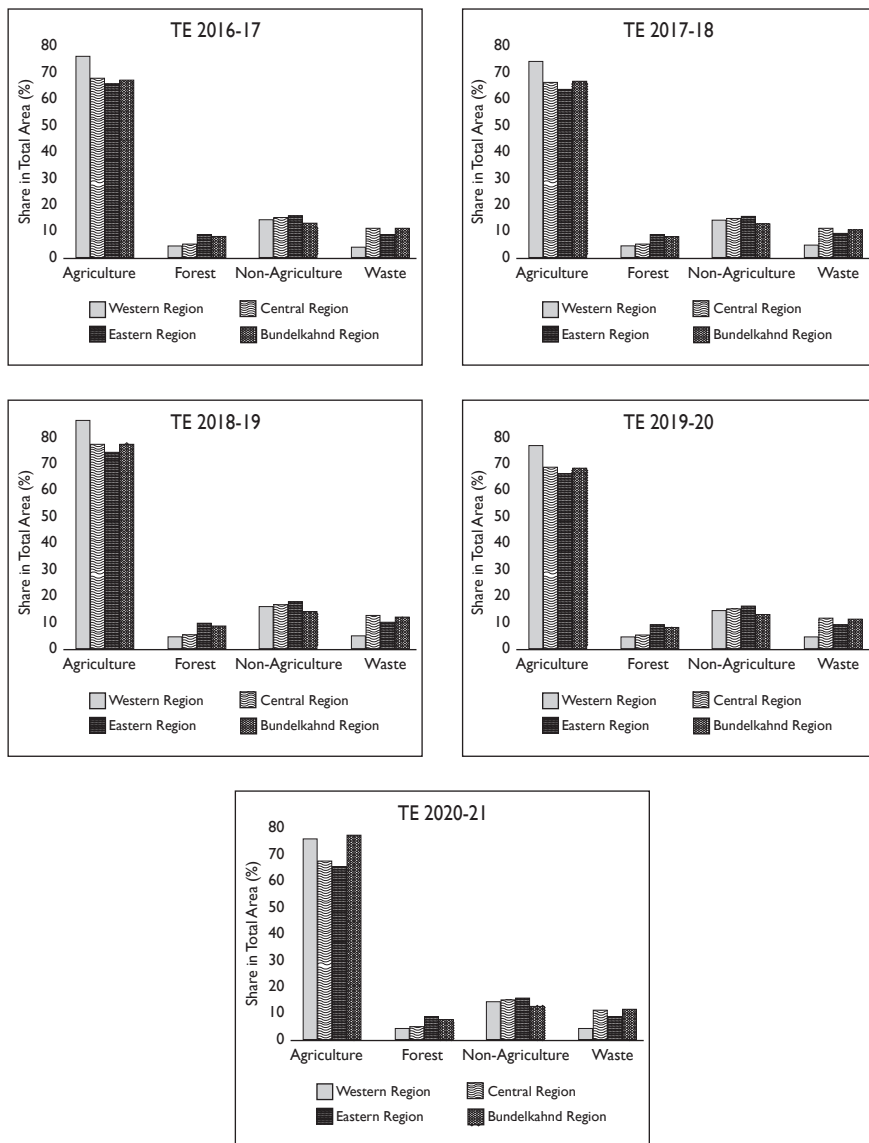 TE 2016-17
Share in Total Area (%)
80
70
60
50
40
30
20
10
0
Agriculture Forest Non-Agriculture Waste
Western Region Central Region
Eastern Region Bundelkahnd Region
TE 2017-18
Share in Total Area (%)
80
70
60
50
40
30
20
10
0
Agriculture Forest Non-Agriculture Waste
Western Region Central Region
Eastern Region Bundelkahnd Region
TE 2018-19
Share in Total Area (%)
80
70
60
50
40
30
20
10
0
Agriculture Forest Non-Agriculture Waste
Western Region Central Region
Eastern Region Bundelkahnd Region
TE 2019-20
Share in Total Area (%)
80
70
60
50
40
30
20
10
0
Agriculture Forest Non-Agriculture Waste
Western Region Central Region
Eastern Region Bundelkahnd Region
TE 2020-21
Share in Total Area (%)
80
70
60
50
40
30
20
10
0
Agriculture Forest Non-Agriculture Waste
Western Region Central Region
Eastern Region Bundelkahnd Region